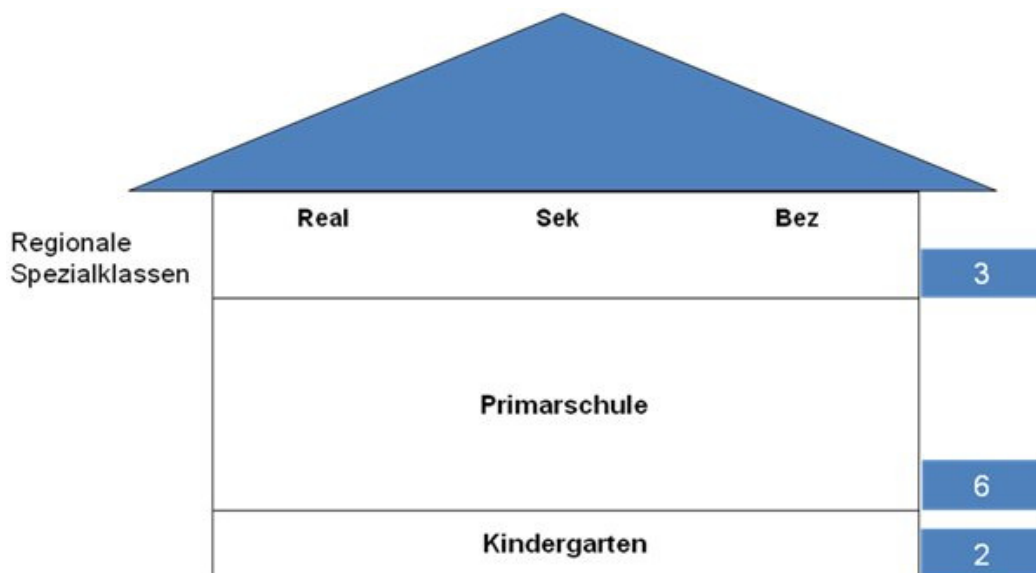 Real Sek Bez
Regionale
Spezialklassen
3
Primarschule
6
Kindergarten
2